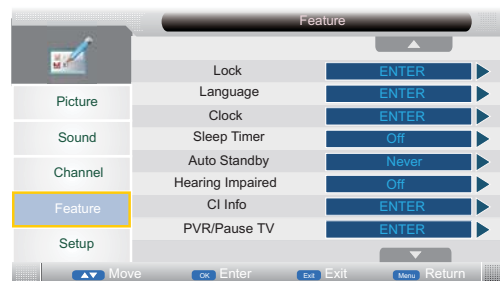 Feature
Lock ENTER
Language ENTER
Clock ENTER
Sleep Timer Off
Auto Standby Never
Hearing Impaired Off
CI Info ENTER
PVR/Pause TV ENTER
Picture
Sound
Channel
Feature
Setup
Move OK Enter Exit Exit Menu Return